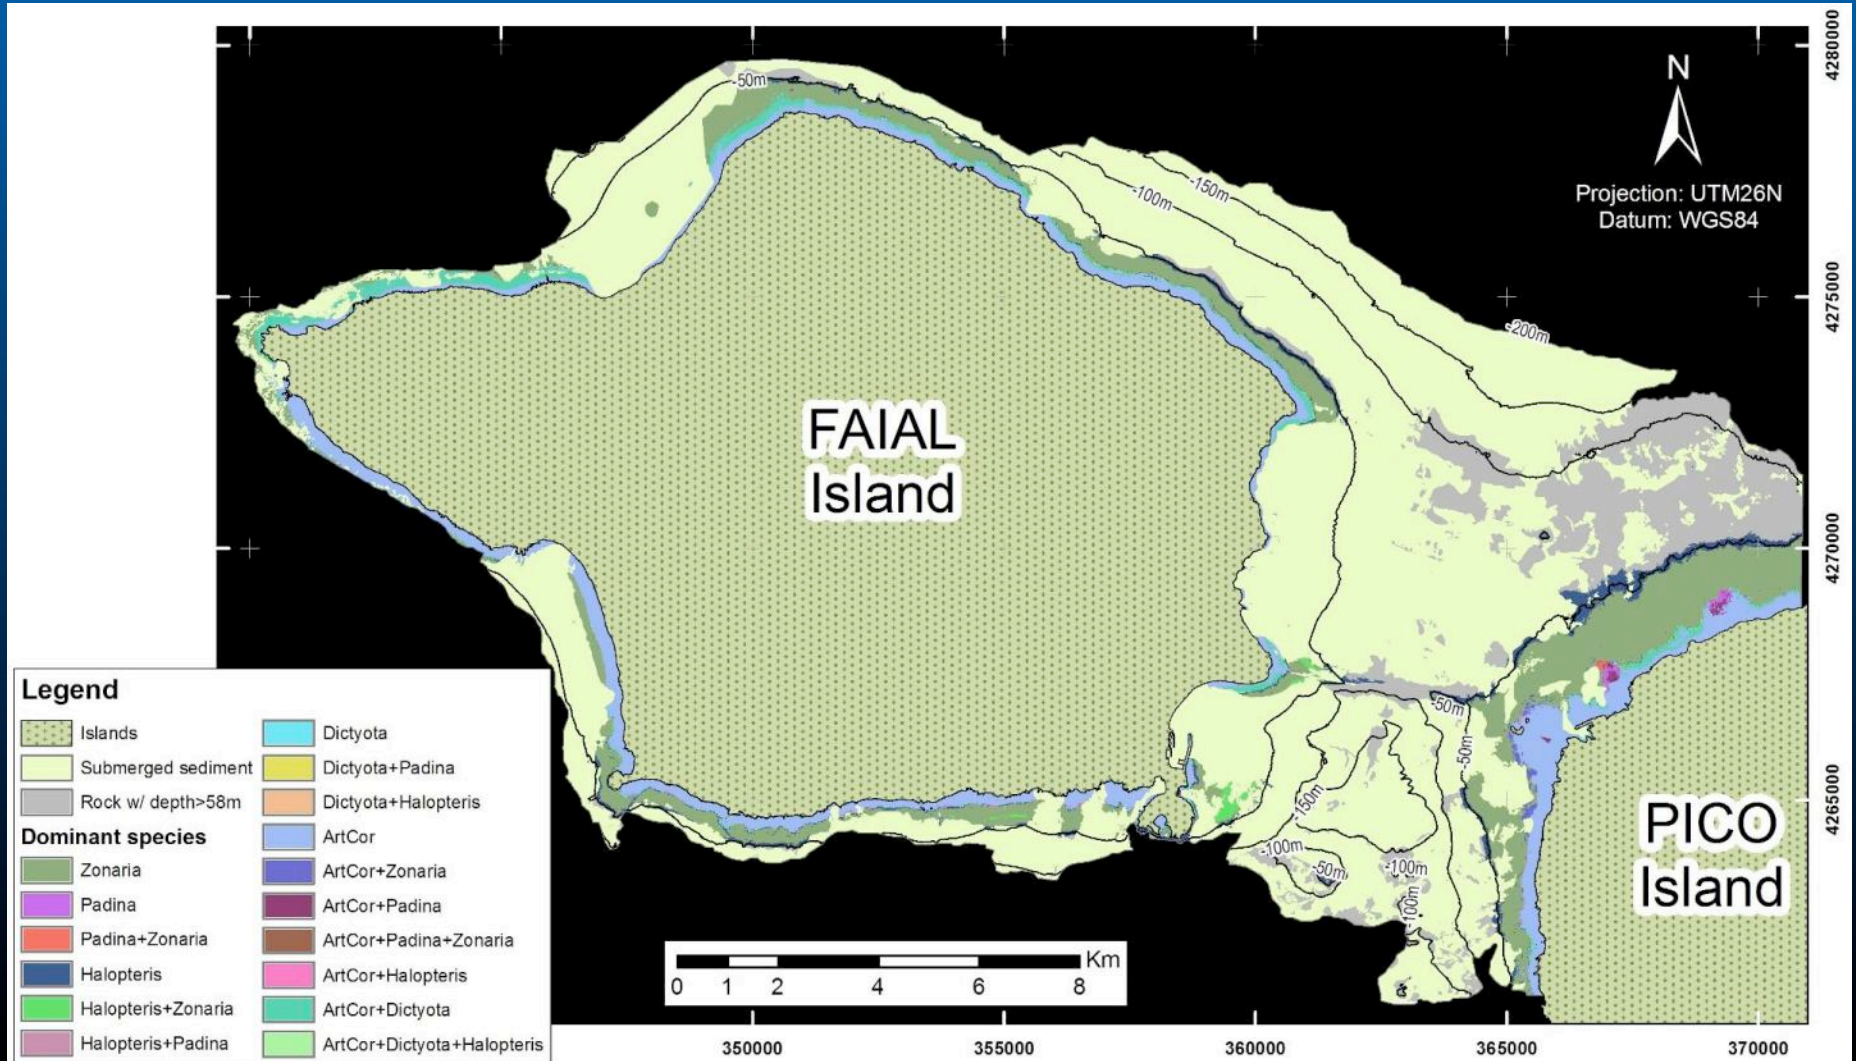 -50m
N
Projection: UTM26N
Datum: WGS84
4280000
-150m
-100m
4275000
-200m
FAIAL
Island
4270000
-50m
-50m
-150m
4265000
PICO
Island
-100m
-50m
-100m
-100m
Legend
Islands
Submerged sediment
Rock w/ depth>58m
Dominant species
Zonaria
Padina
Padina+Zonaria
Halopteris
Halopteris+Zonaria
Halopteris+Padina
Dictyota
Dictyota+Padina
Dictyota+Halopteris
ArtCor
ArtCor+Zonaria
ArtCor+Padina
ArtCor+Padina+Zonaria
ArtCor+Halopteris
ArtCor+Dictyota
ArtCor+Dictyota+Halopteris
Km
0 1 2 4 6 8
350000 355000 360000 365000 370000